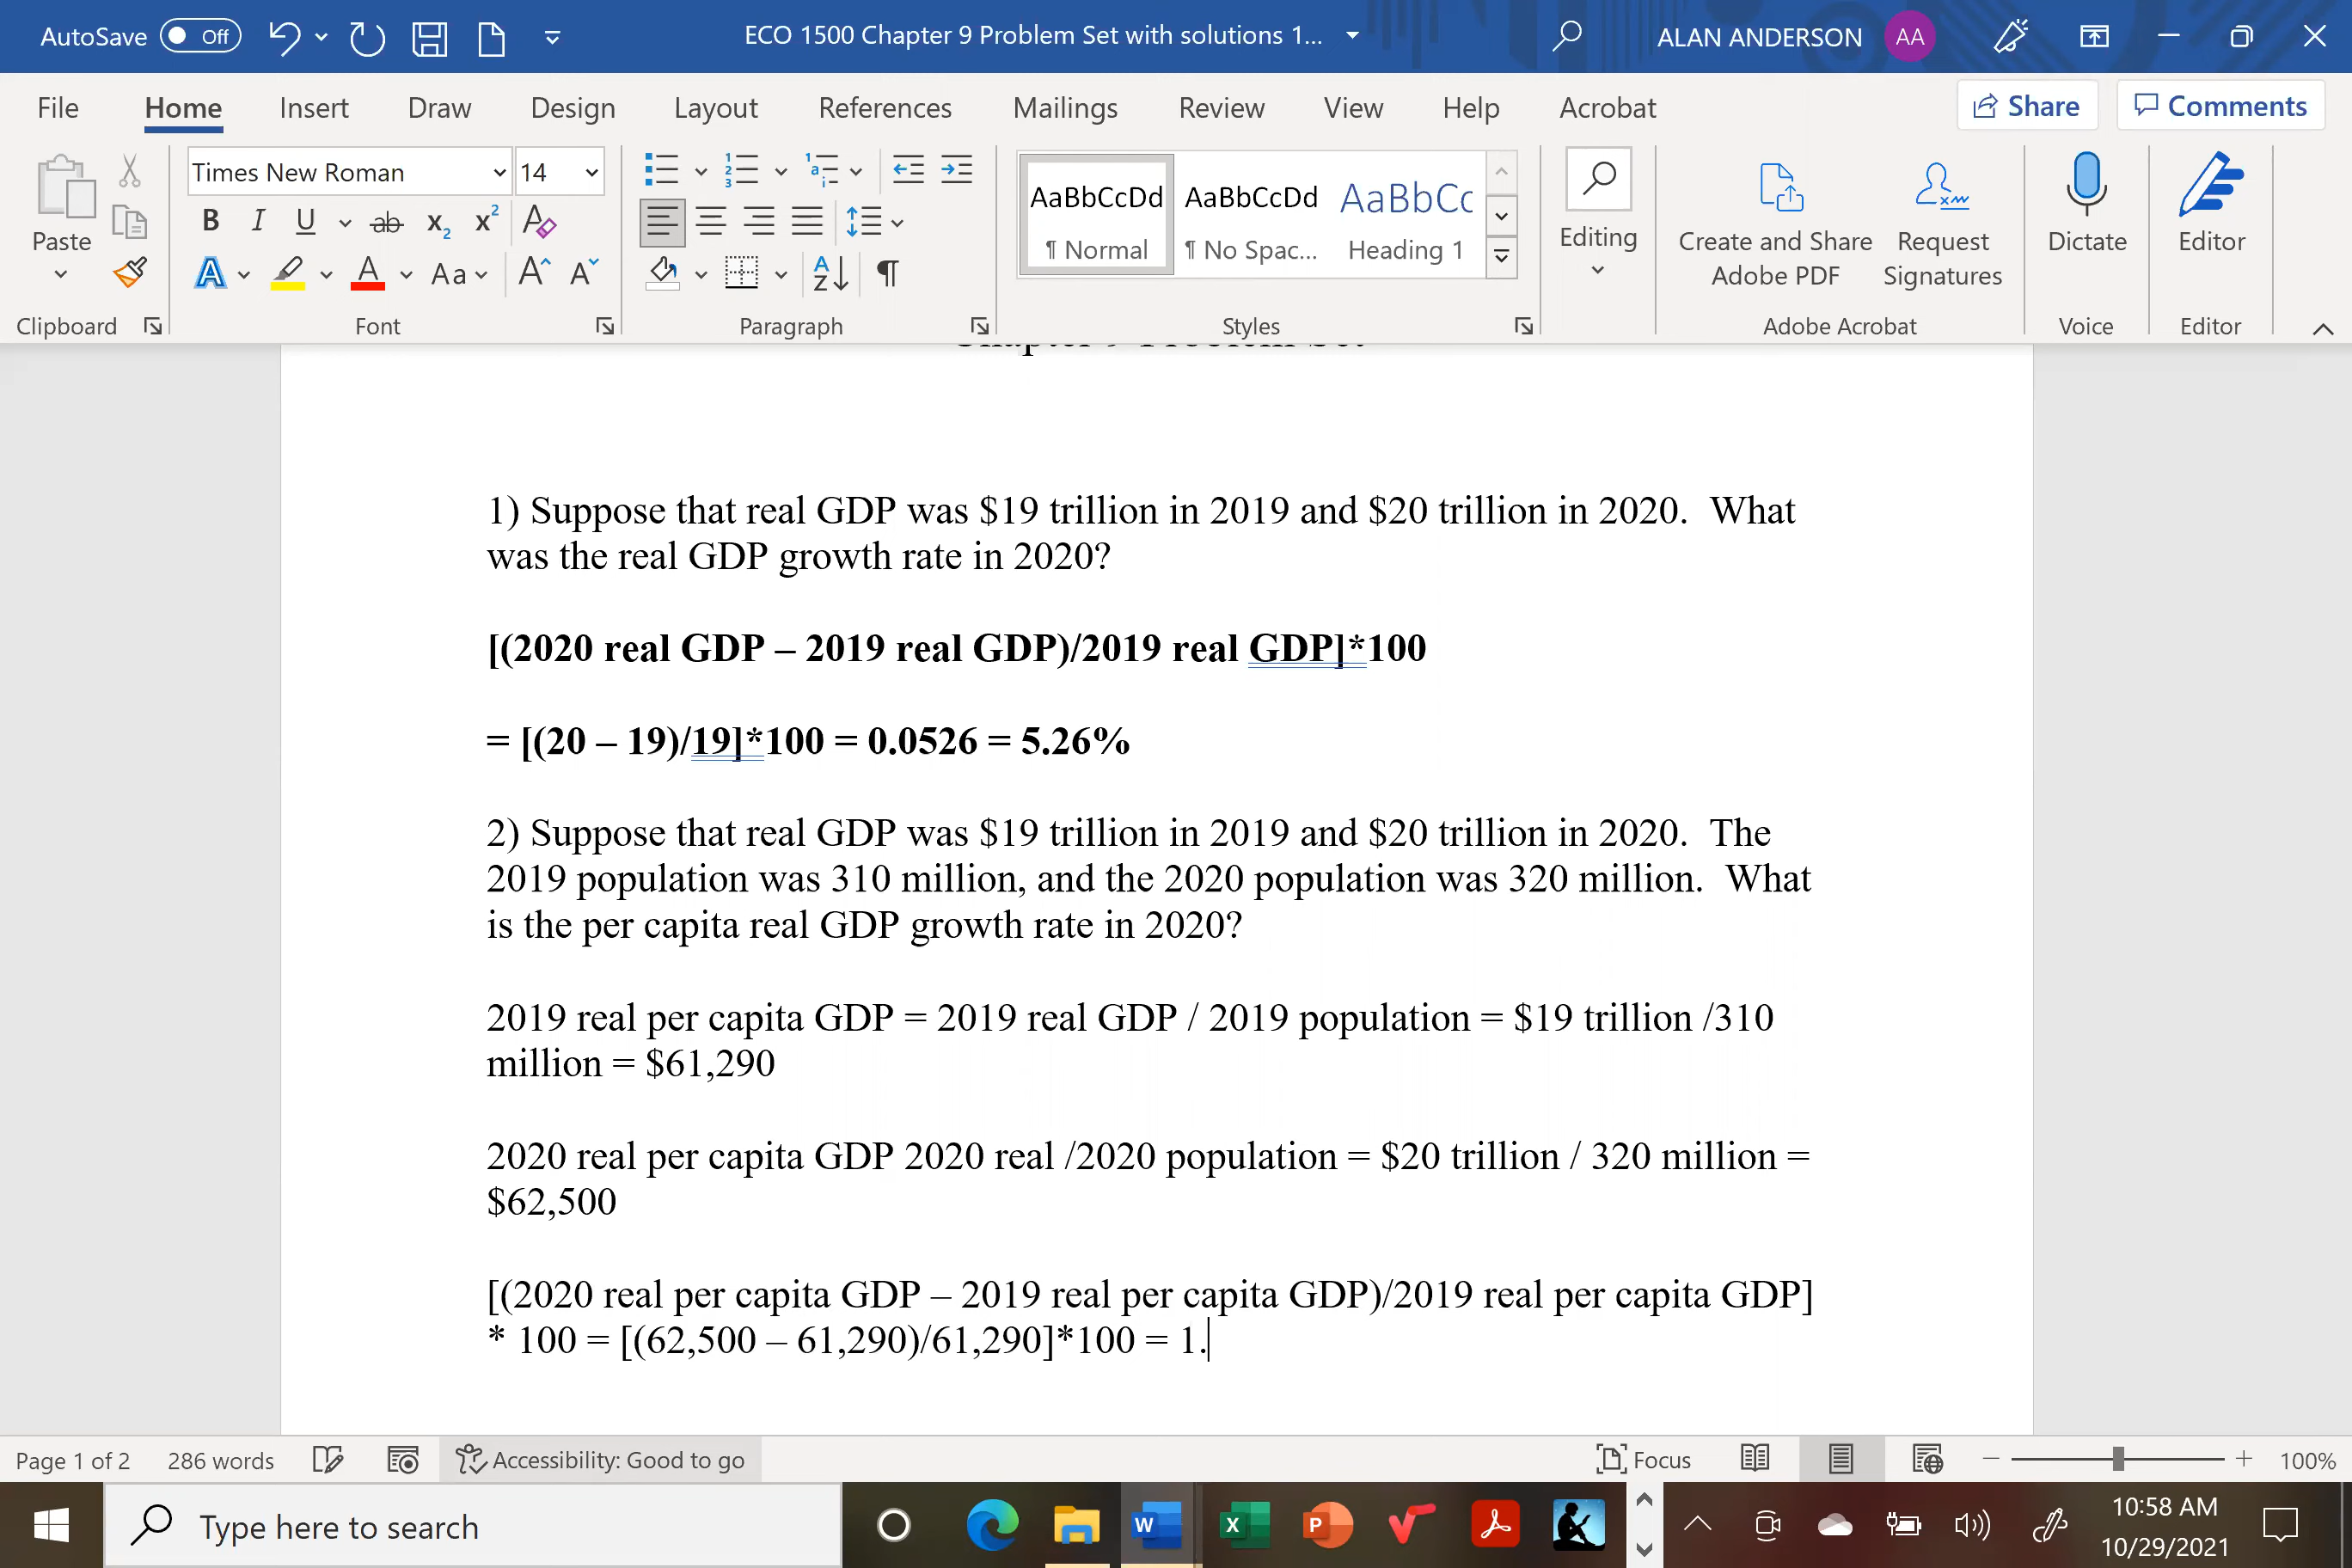 AutoSave Off ECO 1500 Chapter 9 Problem Set with solutions 1... ALAN ANDERSON AA
File Home Insert Draw Design Layout References Mailings Review View Help Acrobat Share Comments
Paste Times New Roman 14 AaBbCcDd AaBbCcDd AaBbCc
¶ Normal ¶ No Spac... Heading 1 Editing Create and Share Adobe PDF Request Signatures Dictate Editor
Clipboard Font Paragraph Styles Adobe Acrobat Voice Editor
Chapter 9 Problem Set
1) Suppose that real GDP was $19 trillion in 2019 and $20 trillion in 2020.  What
was the real GDP growth rate in 2020?
[(2020 real GDP – 2019 real GDP)/2019 real GDP]*100
= [(20 – 19)/19]*100 = 0.0526 = 5.26%
2) Suppose that real GDP was $19 trillion in 2019 and $20 trillion in 2020.  The
2019 population was 310 million, and the 2020 population was 320 million.  What
is the per capita real GDP growth rate in 2020?
2019 real per capita GDP = 2019 real GDP / 2019 population = $19 trillion /310
million = $61,290
2020 real per capita GDP 2020 real /2020 population = $20 trillion / 320 million =
$62,500
[(2020 real per capita GDP – 2019 real per capita GDP)/2019 real per capita GDP]
* 100 = [(62,500 – 61,290)/61,290]*100 = 1.
Page 1 of 2 286 words Accessibility: Good to go Focus 100%
Type here to search 10:58 AM
10/29/2021